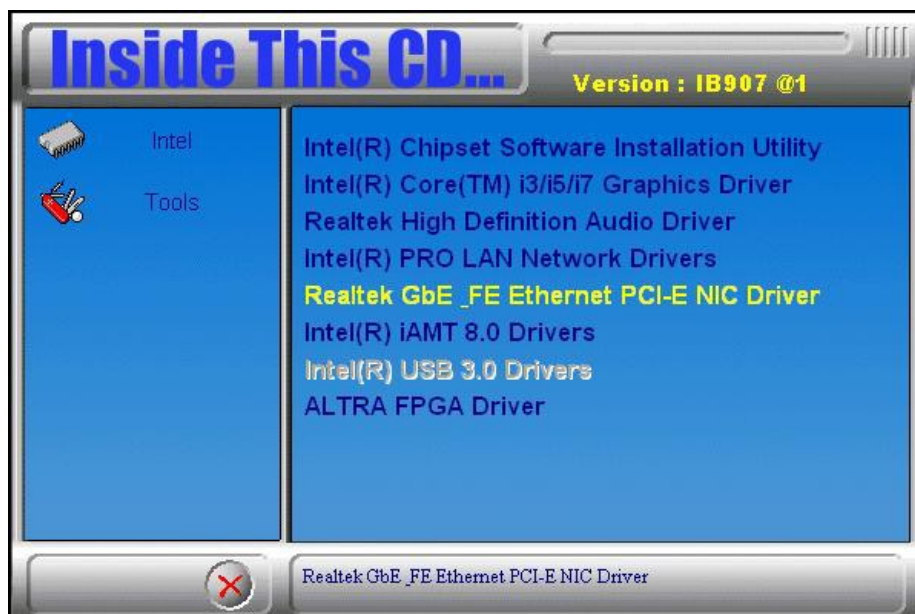 Inside This CD...
Version : IB907 @1
Intel
Tools
Intel(R) Chipset Software Installation Utility
Intel(R) Core(TM) i3/i5/i7 Graphics Driver
Realtek High Definition Audio Driver
Intel(R) PRO LAN Network Drivers
Realtek GbE _FE Ethernet PCI-E NIC Driver
Intel(R) iAMT 8.0 Drivers
Intel(R) USB 3.0 Drivers
ALTRA FPGA Driver
Realtek GbE _FE Ethernet PCI-E NIC Driver